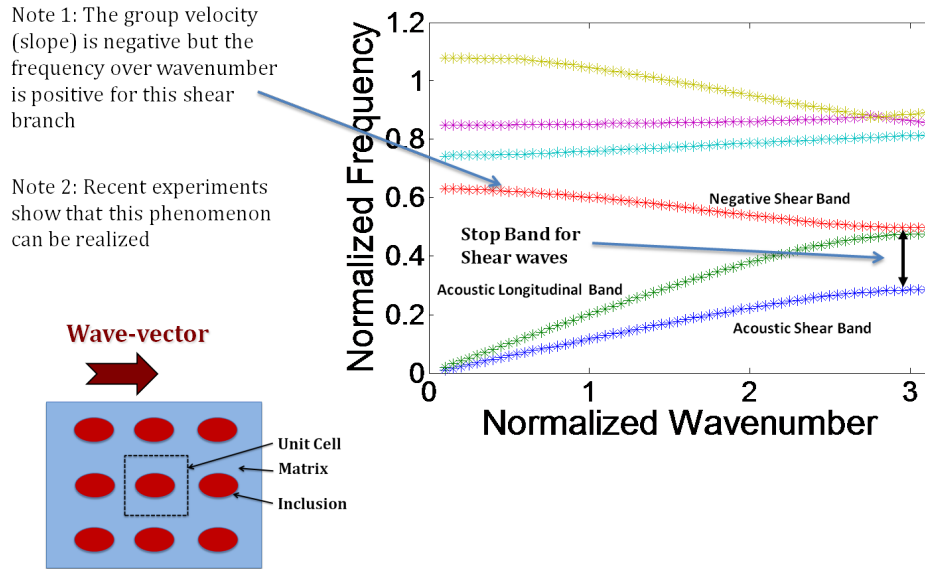 Note 1: The group velocity
(slope) is negative but the
frequency over wavenumber
is positive for this shear
branch
Note 2: Recent experiments
show that this phenomenon
can be realized
Wave-vector
Unit Cell
Matrix
Inclusion
Normalized Frequency
1.2
1
0.8
0.6
0.4
0.2
0
Negative Shear Band
Stop Band for
Shear waves
Acoustic Longitudinal Band
Acoustic Shear Band
0
1
2
3
Normalized Wavenumber